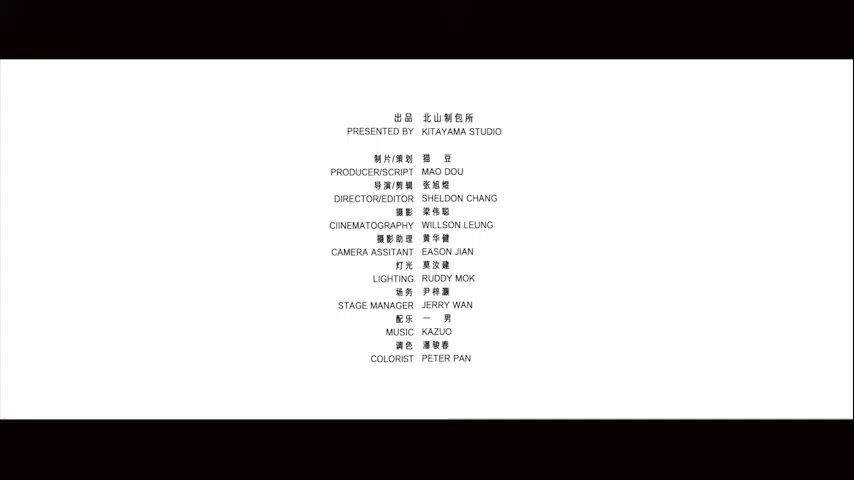 出品 北山制包所
PRESENTED BY KITAYAMA STUDIO
制片/策划 猫 豆
PRODUCER/SCRIPT MAO DOU
导演/剪辑 张旭煜
DIRECTOR/EDITOR SHELDON CHANG
摄影 梁伟聪
CIINEMATOGRAPHY WILLSON LEUNG
摄影助理 黄华健
CAMERA ASSITANT EASON JIAN
灯光 莫汝建
LIGHTING RUDDY MOK
场务 尹梓灏
STAGE MANAGER JERRY WAN
配乐 一 男
MUSIC KAZUO
调色 潘骏春
COLORIST PETER PAN